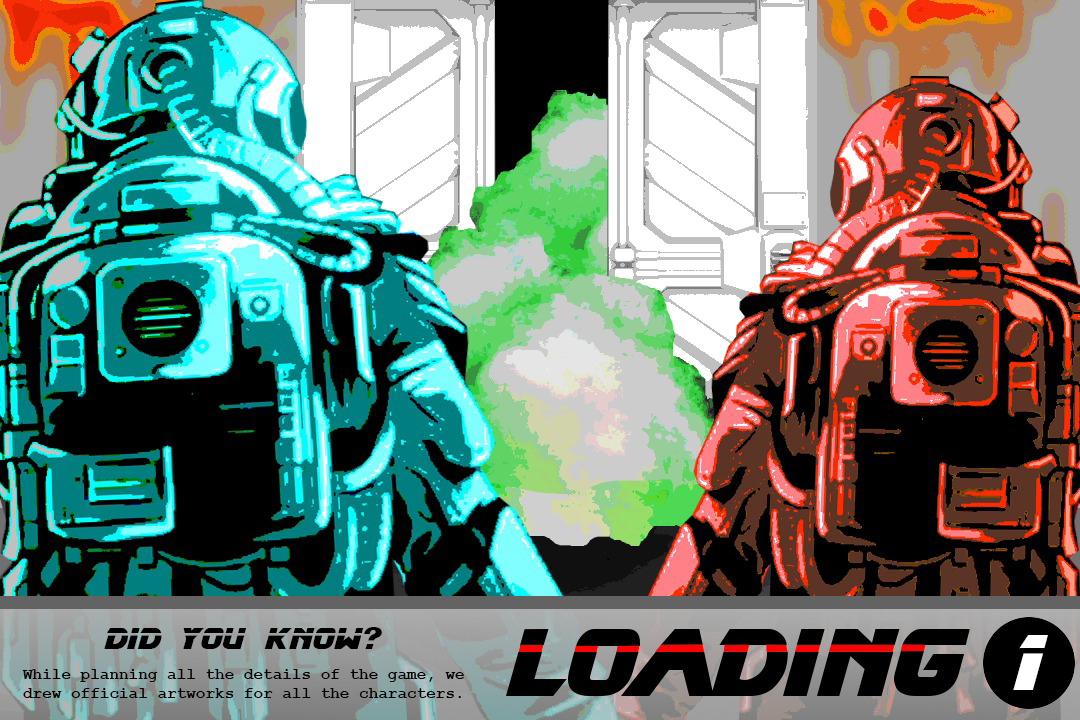 DID YOU KNOW?
While planning all the details of the game, we
drew official artworks for all the characters.
LOADING
i